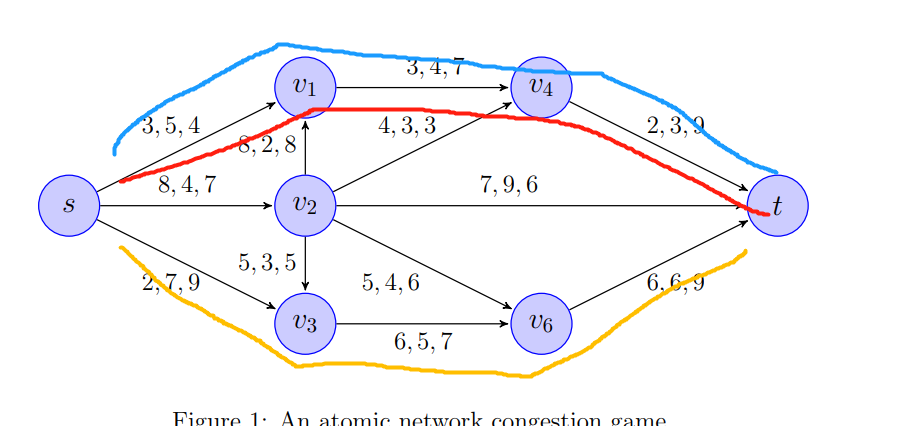 3, 4, 7
v1
v4
3, 5, 4
4, 3, 3
2, 3, 9
8, 2, 8
8, 4, 7
7, 9, 6
s
v2
t
5, 3, 5
2, 7, 9
5, 4, 6
6, 6, 9
v3
v6
6, 5, 7
Figure 1: An atomic network congestion game